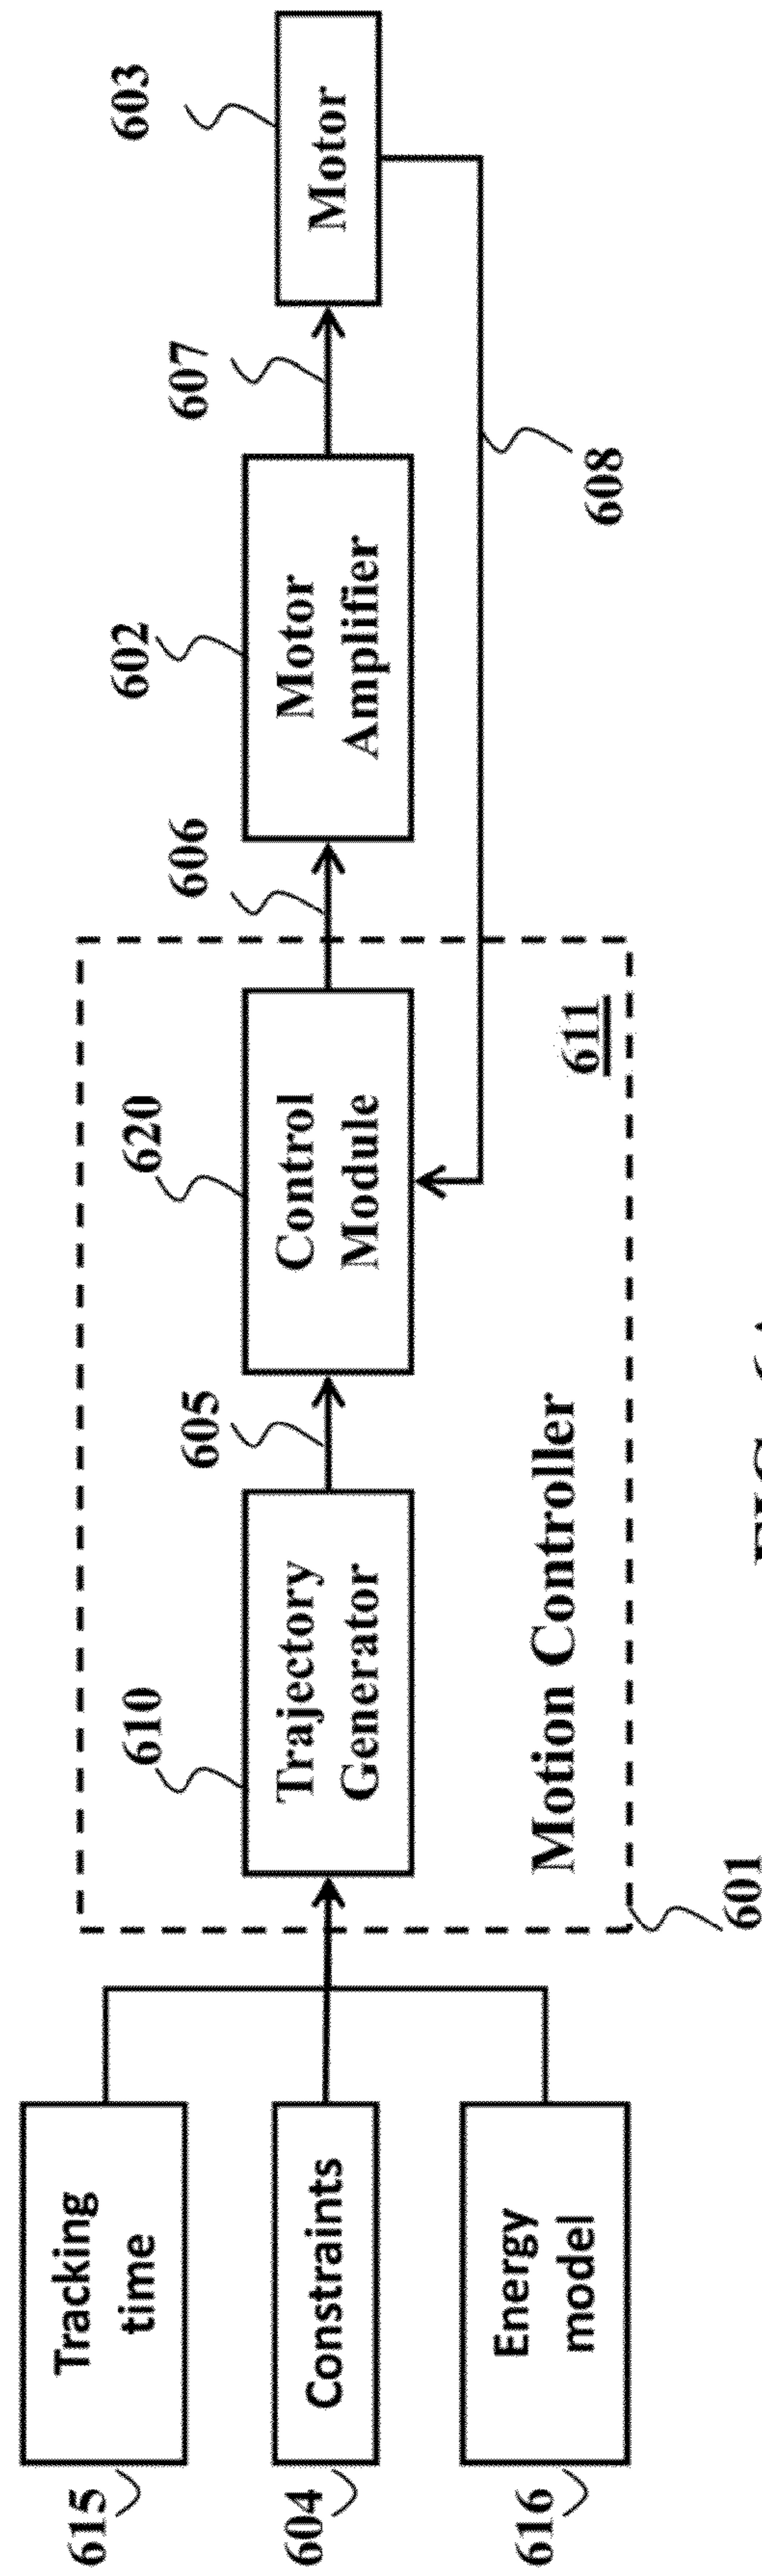 615
Tracking
time
604
Constraints
616
Energy
model
601
610
Trajectory
Generator
605
620
Control
Module
Motion Controller
611
606
602
Motor
Amplifier
607
603
Motor
608